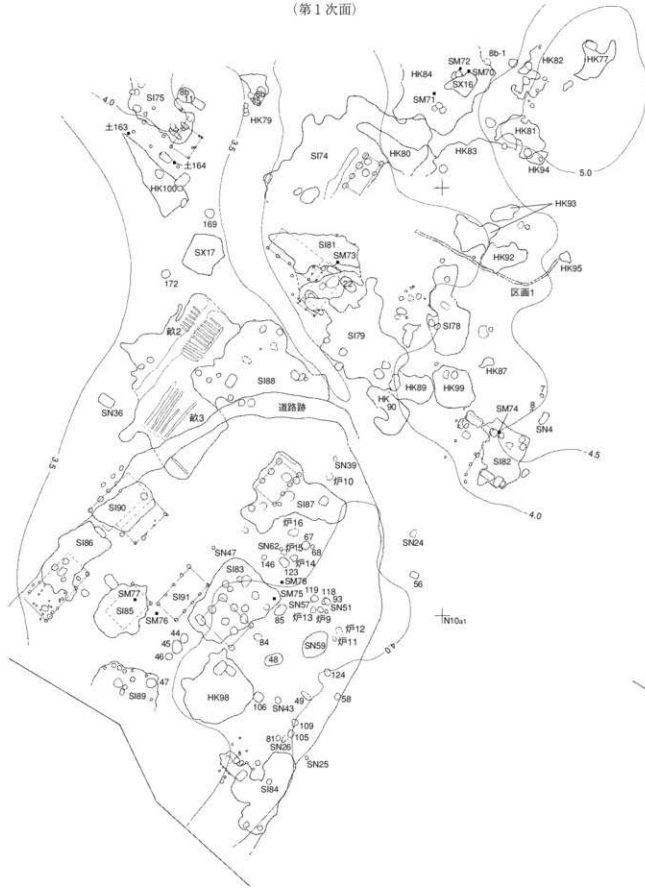 (第1次面)
SM72
SM70
8b-1
HK82
HK77
HK84
SX16
SM71
SI75
4.0
HK79
土163
土164
SI74
HK80
HK83
HK81
HK94
5.0
3.5
HK100
169
HK93
SX17
SI81
SM73
HK92
HK95
22
172
区画1
SI79
SI78
畝2
SI88
HK87
HK89
HK99
HK
90
7
8
SM74
SN4
SN36
畝3
道路跡
SI82
4.5
SN39
炉10
3.5
4.0
SI90
SI87
SI86
炉16
SN24
67
SN62
炉15
68
SN47
146
炉14
SI83
123
SM78
56
SM77
SM75
119
118
SI91
SN57
93
SI85
SM76
85
炉13
炉9
SN51
N10a1
44
84
炉12
炉11
45
SN59
46
48
4.0
124
47
SI89
HK98
49
58
106
SN43
109
81
105
SN26
SN25
SI84